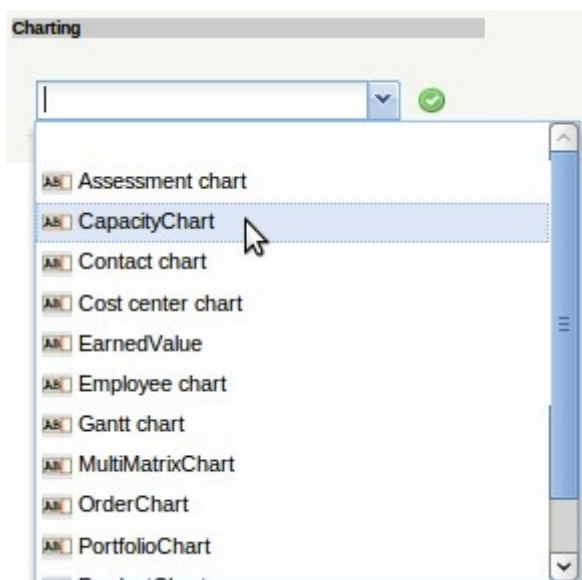 Charting
Assessment chart
CapacityChart
Contact chart
Cost center chart
EarnedValue
Employee chart
Gantt chart
MultiMatrixChart
OrderChart
PortfolioChart